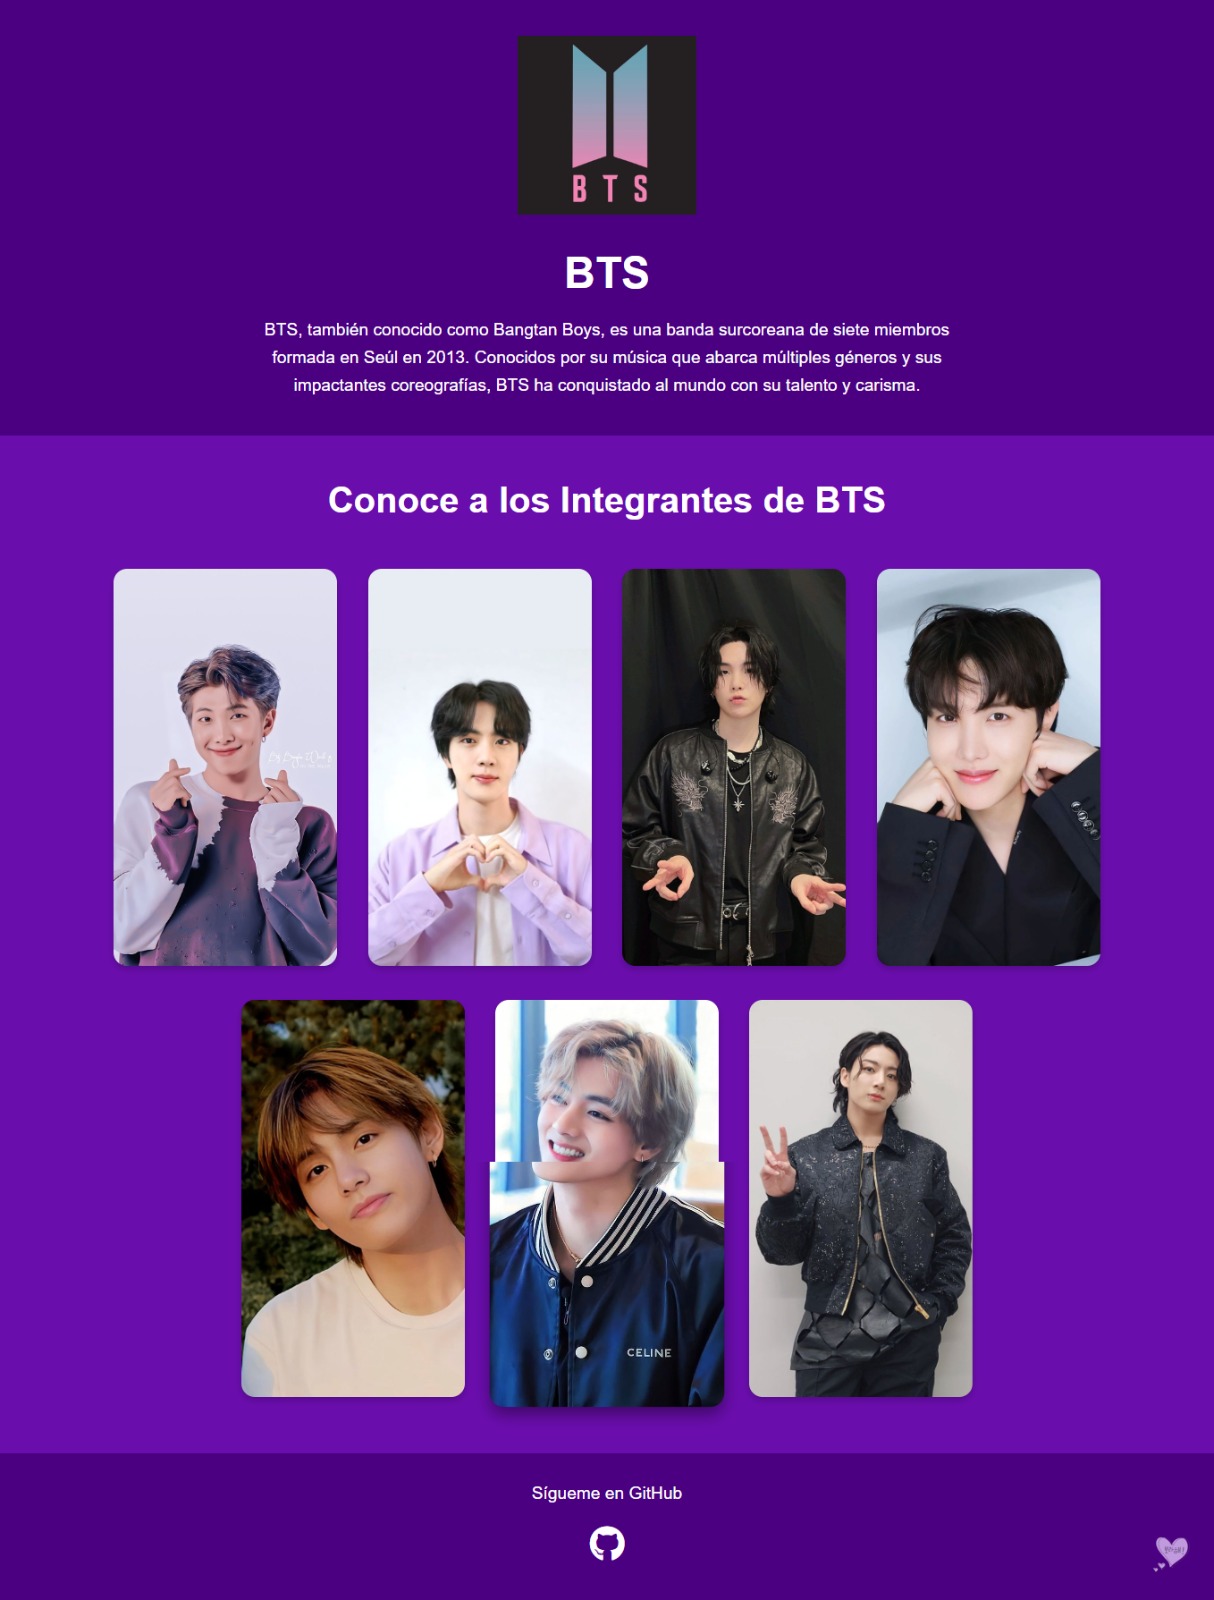 BTS
BTS
BTS, también conocido como Bangtan Boys, es una banda surcoreana de siete miembros
formada en Seúl en 2013. Conocidos por su música que abarca múltiples géneros y sus
impactantes coreografías, BTS ha conquistado al mundo con su talento y carisma.
Conoce a los Integrantes de BTS
CELINE
Sígueme en GitHub